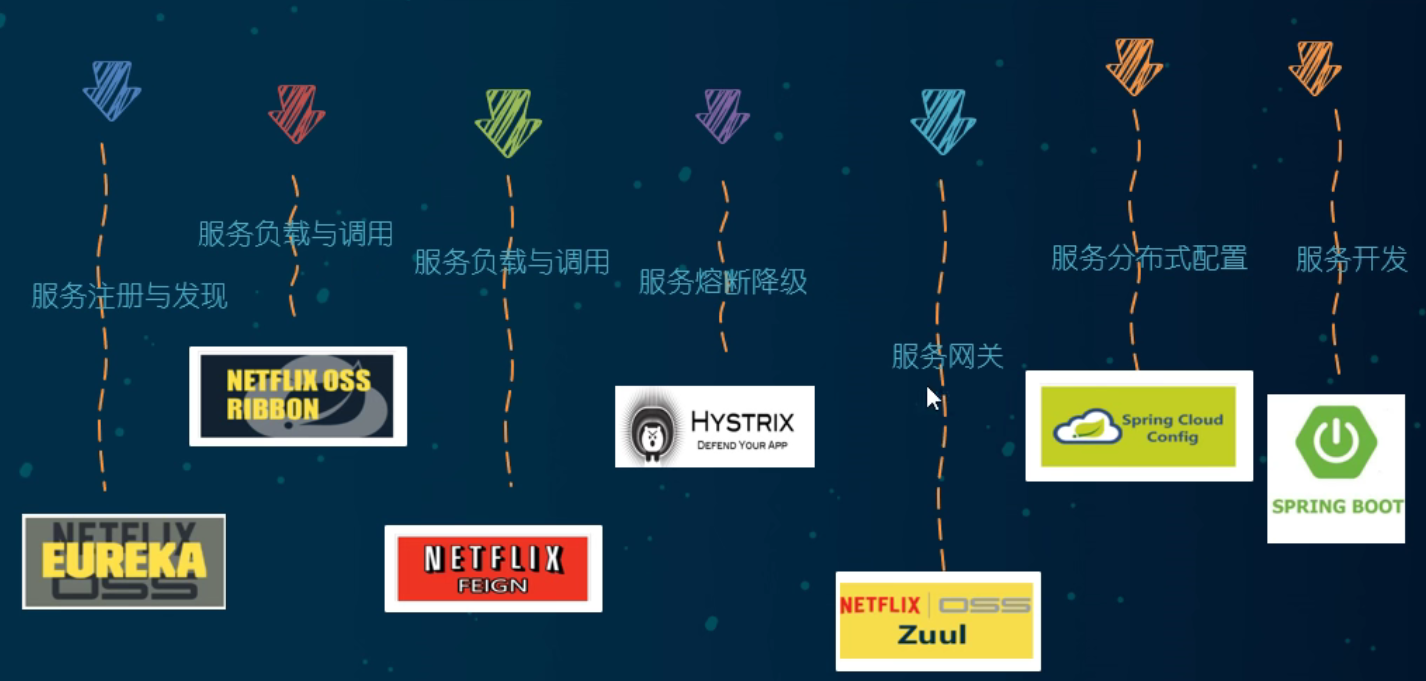 服务注册与发现
NETFLIX
EUREKA
OSS
服务负载与调用
NETFLIX OSS
RIBBON
服务负载与调用
NETFLIX
FEIGN
服务熔断降级
HYSTRIX
DEFEND YOUR APP
服务网关
NETFLIX OSS
Zuul
服务分布式配置
Spring Cloud
Config
服务开发
SPRING BOOT